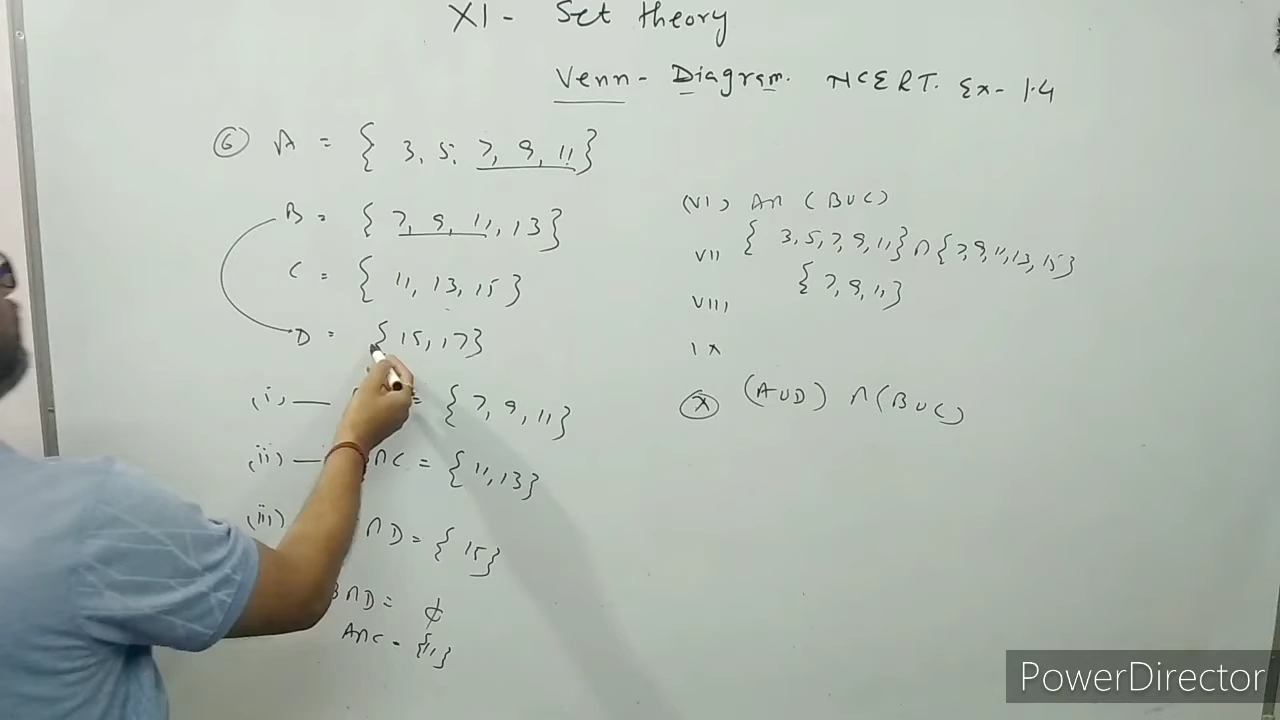 XI - Set theory
Venn - Diagram. NCERT. Ex - 1.4
⑥ A = { 3, 5, 7, 9, 11 }
B = { 7, 9, 11, 13 }
C = { 11, 13, 15 }
D = { 15, 17 }
(i) — = { 7, 9, 11 }
(ii) — ∩C = { 11, 13 }
(iii) ∩D = { 15 }
B∩D = ϕ
A∩C = {11}
(VI) A∩ (B∪C)
VII { 3, 5, 7, 9, 11 } ∩ { 7, 9, 11, 13, 15 }
{ 7, 9, 11 }
VIII,
IX
Ⓧ (A∪D) ∩ (B∪C)
PowerDirector